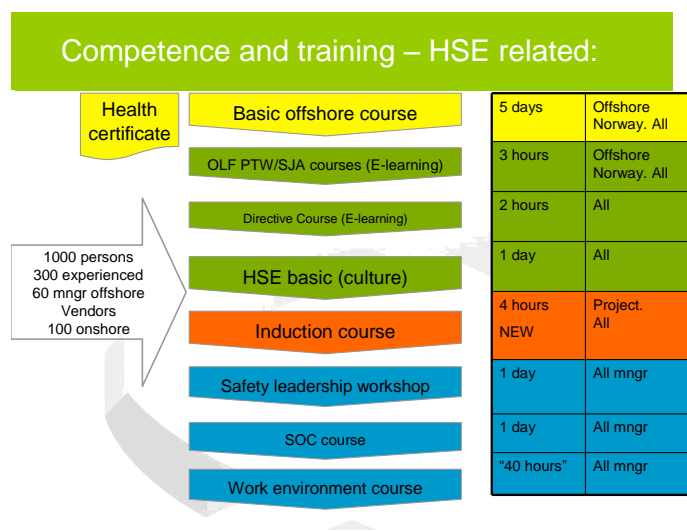 Competence and training – HSE related:
Health
certificate
Basic offshore course
5 days
Offshore
Norway. All
OLF PTW/SJA courses (E-learning)
3 hours
Offshore
Norway. All
Directive Course (E-learning)
2 hours
All
1000 persons
300 experienced
60 mngr offshore
Vendors
100 onshore
HSE basic (culture)
1 day
All
Induction course
4 hours
NEW
Project.
All
Safety leadership workshop
1 day
All mngr
SOC course
1 day
All mngr
Work environment course
“40 hours”
All mngr